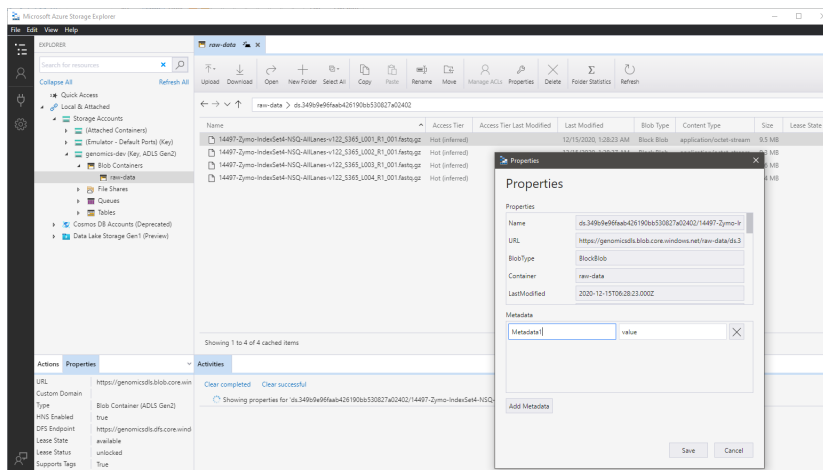 Microsoft Azure Storage Explorer
File Edit View Help
EXPLORER
Search for resources
Collapse All Refresh All
Quick Access
Local & Attached
Storage Accounts
(Attached Containers)
(Emulator - Default Ports) (Key)
genomics-dev (Key, ADLS Gen2)
Blob Containers
raw-data
File Shares
Queues
Tables
Cosmos DB Accounts (Deprecated)
Data Lake Storage Gen1 (Preview)
raw-data
Upload Download Open New Folder Select All Copy Paste Rename Move Manage ACLs Properties Delete Folder Statistics Refresh
raw-data ds.349b9e96faab426190bb530827a02402
Name Access Tier Access Tier Last Modified Last Modified Blob Type Content Type Size Lease State
14497-Zymo-IndexSet4-NSQ-AllLanes-v122_S365_L001_R1_001.fastq.gz Hot (inferred) 12/15/2020, 1:28:23 AM Block Blob application/octet-stream 9.5 MB
14497-Zymo-IndexSet4-NSQ-AllLanes-v122_S365_L002_R1_001.fastq.gz Hot (inferred)
14497-Zymo-IndexSet4-NSQ-AllLanes-v122_S365_L003_R1_001.fastq.gz Hot (inferred) MB
14497-Zymo-IndexSet4-NSQ-AllLanes-v122_S365_L004_R1_001.fastq.gz Hot (inferred) MB
Showing 1 to 4 of 4 cached items
Properties
Properties
Properties
Name ds.349b9e96faab426190bb530827a02402/14497-Zymo-Ir
URL https://genomicsdls.blob.core.windows.net/raw-data/ds.3
BlobType BlockBlob
Container raw-data
LastModified 2020-12-15T06:28:23.000Z
Metadata
Metadata1 value
Add Metadata
Save Cancel
Actions Properties
URL https://genomicsdls.blob.core.win
Custom Domain
Type Blob Container (ADLS Gen2)
HNS Enabled true
DFS Endpoint https://genomicsdls.dfs.core.wind
Lease State available
Lease Status unlocked
Supports Tags True
Activities
Clear completed Clear successful
Showing properties for 'ds.349b9e96faab426190bb530827a02402/14497-Zymo-IndexSet4-NSQ-